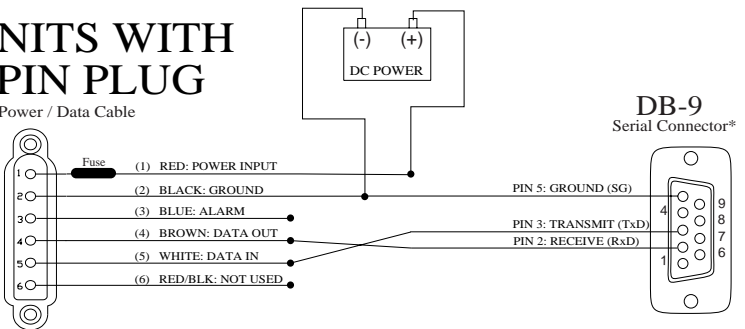 NITS WITH
PIN PLUG
Power / Data Cable
(-) (+)
DC POWER
DB-9
Serial Connector*
Fuse
1 (1) RED: POWER INPUT
2 (2) BLACK: GROUND
3 (3) BLUE: ALARM
4 (4) BROWN: DATA OUT
5 (5) WHITE: DATA IN
6 (6) RED/BLK: NOT USED
PIN 5: GROUND (SG)
PIN 3: TRANSMIT (TxD)
PIN 2: RECEIVE (RxD)
4
1
9
8
7
6